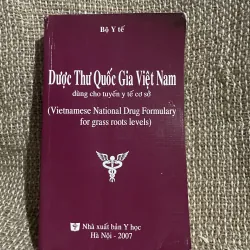 Bộ Y tế
Dược Thư Quốc Gia Việt Nam
dùng cho tuyến y tế cơ sở
(Vietnamese National Drug Formulary
for grass roots levels)
Nhà xuất bản Y học
Hà Nội - 2007